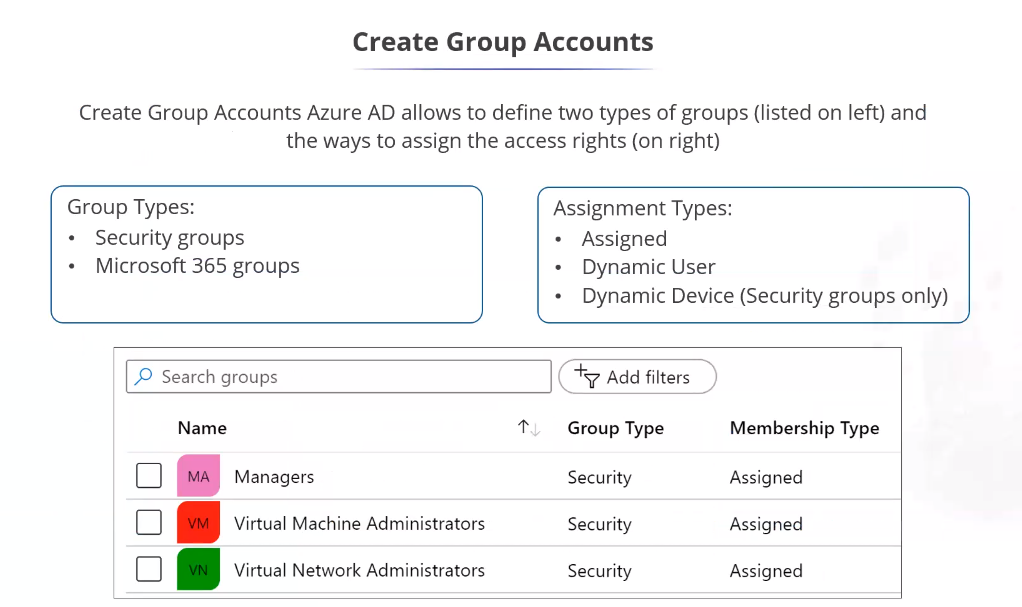 Create Group Accounts
Create Group Accounts Azure AD allows to define two types of groups (listed on left) and
the ways to assign the access rights (on right)
Group Types:
• Security groups
• Microsoft 365 groups
Assignment Types:
• Assigned
• Dynamic User
• Dynamic Device (Security groups only)
Search groups
Add filters
Name Group Type Membership Type
MA Managers Security Assigned
VM Virtual Machine Administrators Security Assigned
VN Virtual Network Administrators Security Assigned